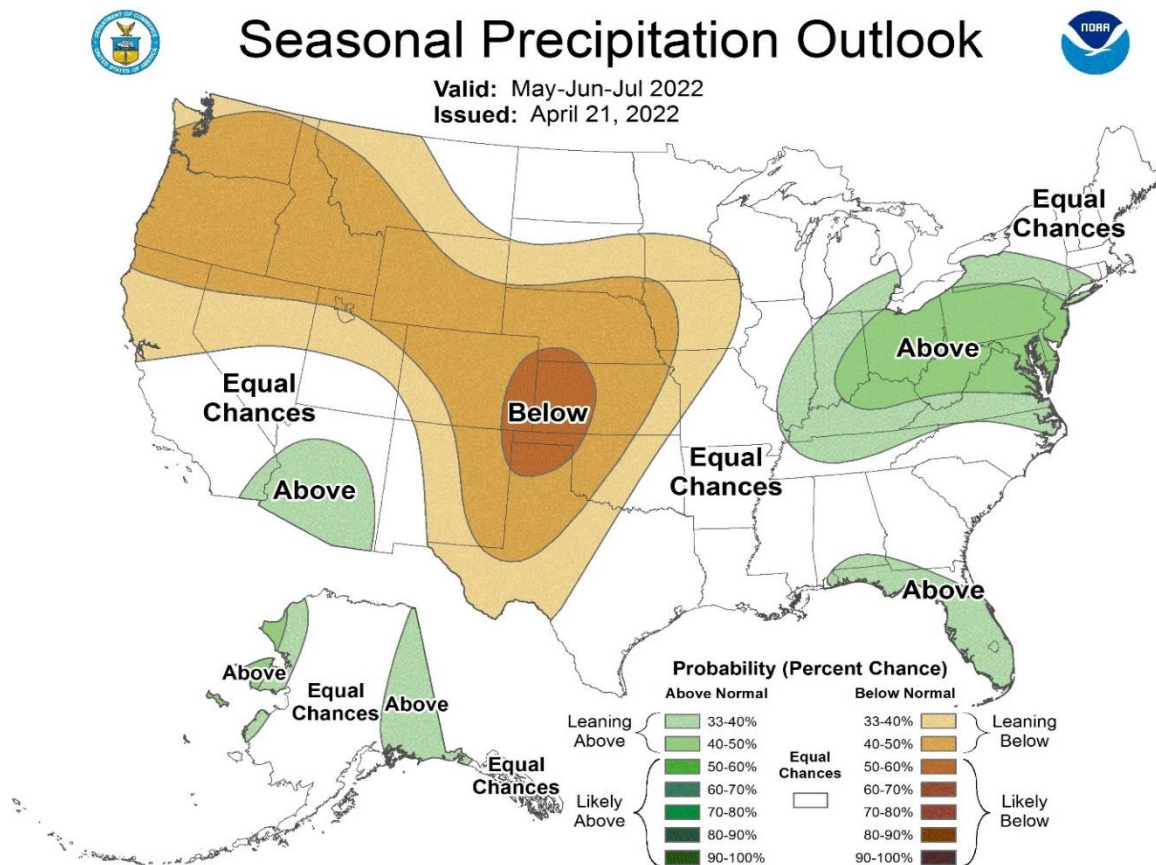 Seasonal Precipitation Outlook
NOAA
Valid: May-Jun-Jul 2022
Issued: April 21, 2022
Equal
Chances
Above
Equal
Chances
Below
Equal
Chances
Above
Above
Above
Equal
Chances
Above
Equal
Chances
Probability (Percent Chance)
Above Normal
Below Normal
Leaning
Above
33-40%
40-50%
50-60%
60-70%
70-80%
80-90%
90-100%
Likely
Above
Equal
Chances
33-40%
40-50%
50-60%
60-70%
70-80%
80-90%
90-100%
Leaning
Below
Likely
Below